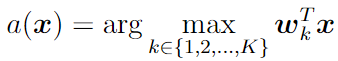 a(x) = arg max_{k∈{1,2,...,K}} w_k^T x